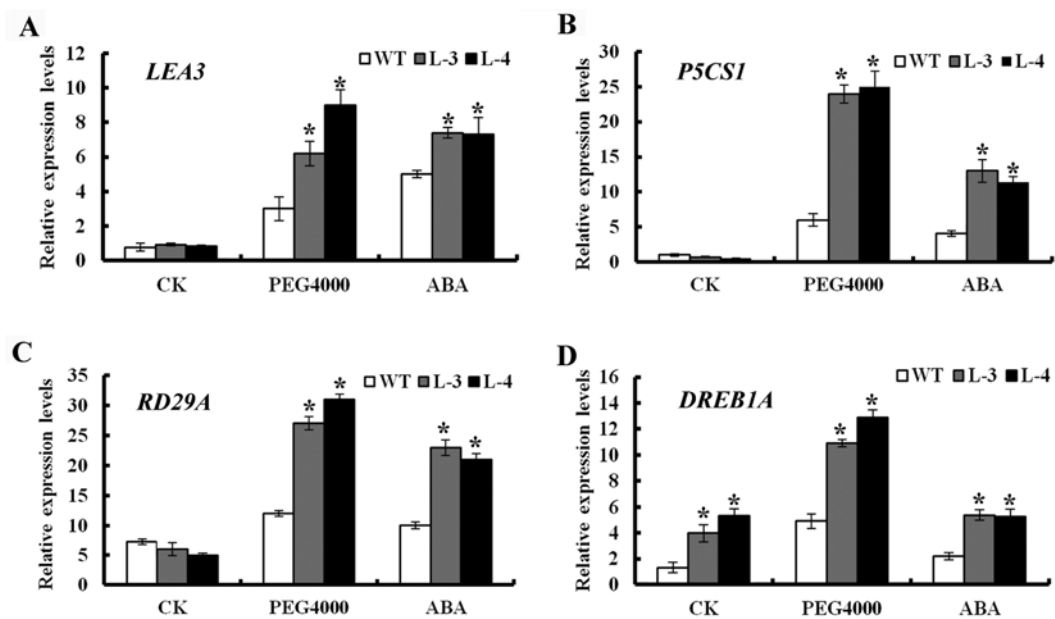 A
Relative expression levels
12
10
8
6
4
2
0
LEA3
WT L-3 L-4
* * * *
CK PEG4000 ABA
B
Relative expression levels
30
25
20
15
10
5
0
P5CS1
WT L-3 L-4
* * * *
CK PEG4000 ABA
C
Relative expression levels
35
30
25
20
15
10
5
0
RD29A
WT L-3 L-4
* * * *
CK PEG4000 ABA
D
Relative expression levels
16
14
12
10
8
6
4
2
0
DREB1A
WT L-3 L-4
* * * * * *
CK PEG4000 ABA